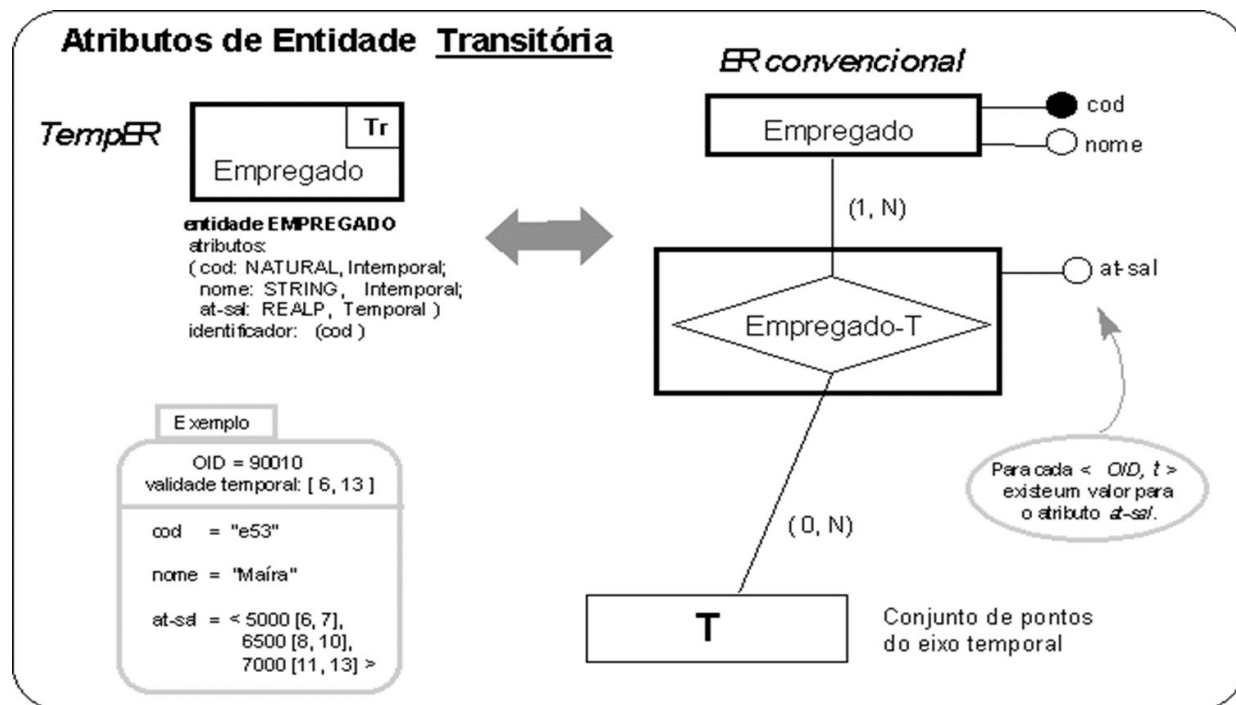 Atributos de Entidade Transitória
TempER
Tr
Empregado
entidade EMPREGADO
atributos:
( cod: NATURAL, Intemporal;
nome: STRING, Intemporal;
at-sal: REALP, Temporal )
identificador: (cod )
Exemplo
OID = 90010
validade temporal: [ 6, 13 ]
cod = "e53"
nome = "Maíra"
at-sal = < 5000 [6, 7],
6500 [8, 10],
7000 [11, 13] >
ER convencional
Empregado
cod
nome
(1, N)
Empregado-T
at-sal
Para cada < OID, t >
existe um valor para
o atributo at-sal.
( 0, N)
T
Conjunto de pontos
do eixo temporal